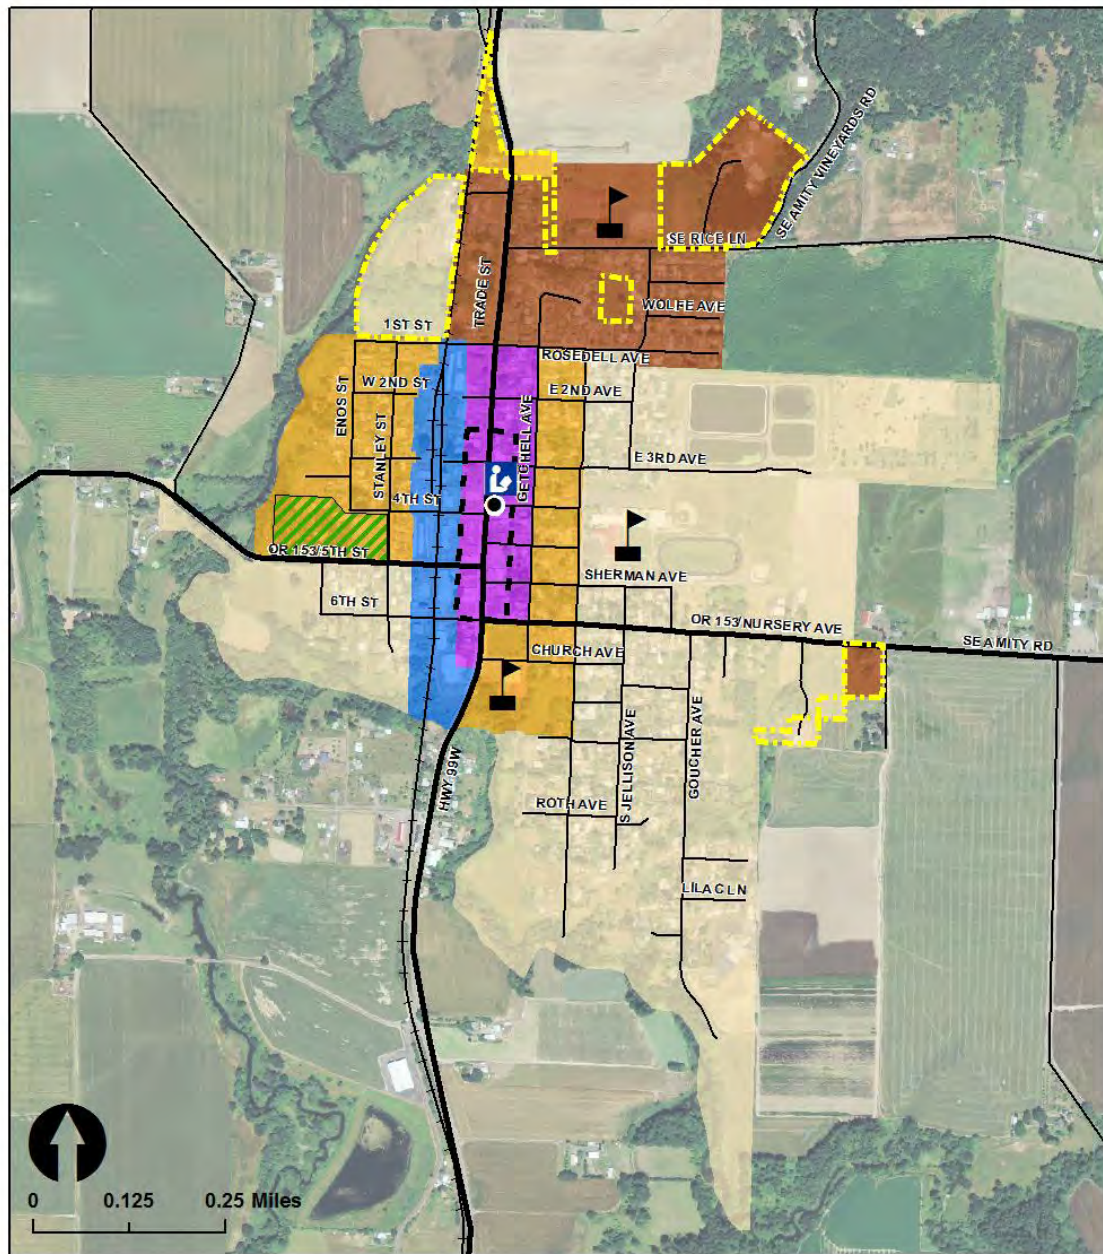 SE AMITY VINEYARDS RD
SE RICE LN
TRADE ST
WOLFE AVE
1ST ST
ROSEDELL AVE
W 2ND ST
E 2ND AVE
ENOS ST
STANLEY ST
GETCHELL AVE
E 3RD AVE
4TH ST
OR 153/5TH ST
SHERMAN AVE
6TH ST
OR 153/NURSERY AVE
SE AMITY RD
CHURCH AVE
HWY 99W
S JELLISON AVE
GOUCHER AVE
ROTH AVE
LILAC LN
0 0.125 0.25 Miles